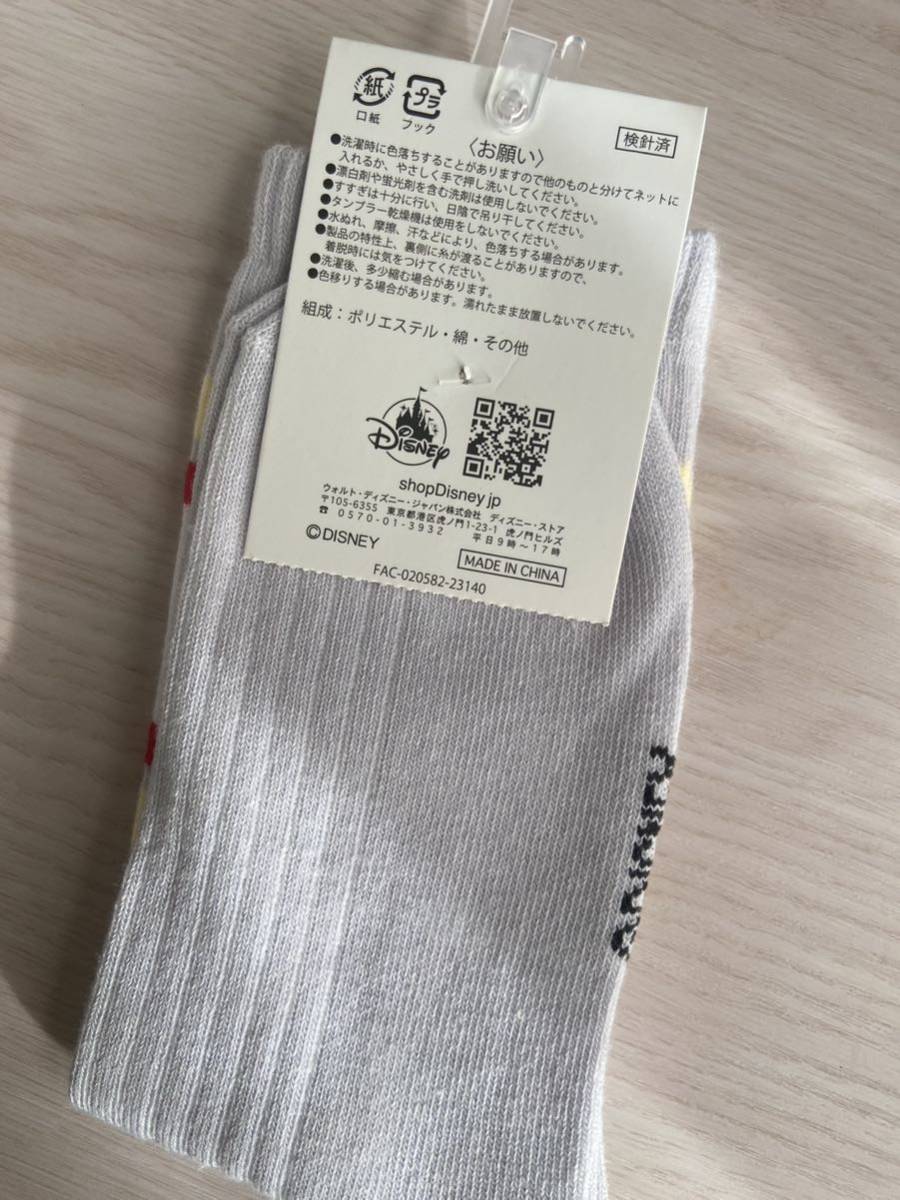 紙
プラ
口紙
フック
〈お願い〉
検針済
●洗濯時に色落ちすることがありますので他のものと分けてネットに
入れるか、やさしく手で押し洗いしてください。
●漂白剤や蛍光剤を含む洗剤は使用しないでください。
●すすぎは十分に行い、日陰で吊り干してください。
●タンブラー乾燥機は使用をしないでください。
●水ぬれ、摩擦、汗などにより、色落ちする場合があります。
●製品の特性上、裏側に糸が渡ることがありますので、
着脱時には気をつけてください。
●洗濯後、多少縮む場合があります。
●色移りする場合があります。濡れたまま放置しないでください。
組成：ポリエステル・綿・その他
Disney
shopDisney.jp
ウォルト・ディズニー・ジャパン株式会社 ディズニー・ストア
〒105-6355 東京都港区虎ノ門1-23-1 虎ノ門ヒルズ
☎ 0570-01-3932 平日9時〜17時
©DISNEY
MADE IN CHINA
FAC-020582-23140